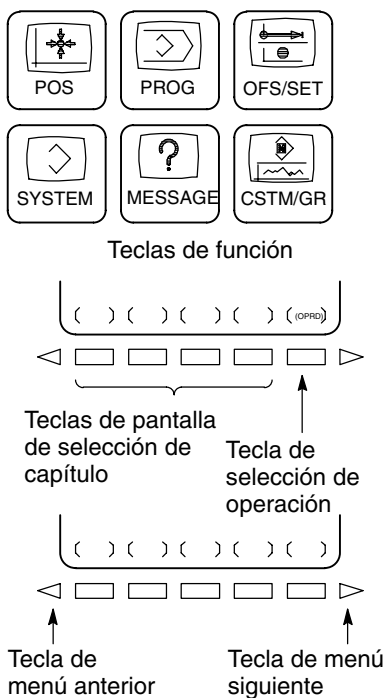 POS PROG OFS/SET
SYSTEM MESSAGE CSTM/GR
Teclas de función
( ) ( ) ( ) ( ) ( (OPRD))
Teclas de pantalla
de selección de
capítulo
Tecla de
selección de
operación
( ) ( ) ( ) ( ) ( )
Tecla de
menú anterior
Tecla de menú
siguiente